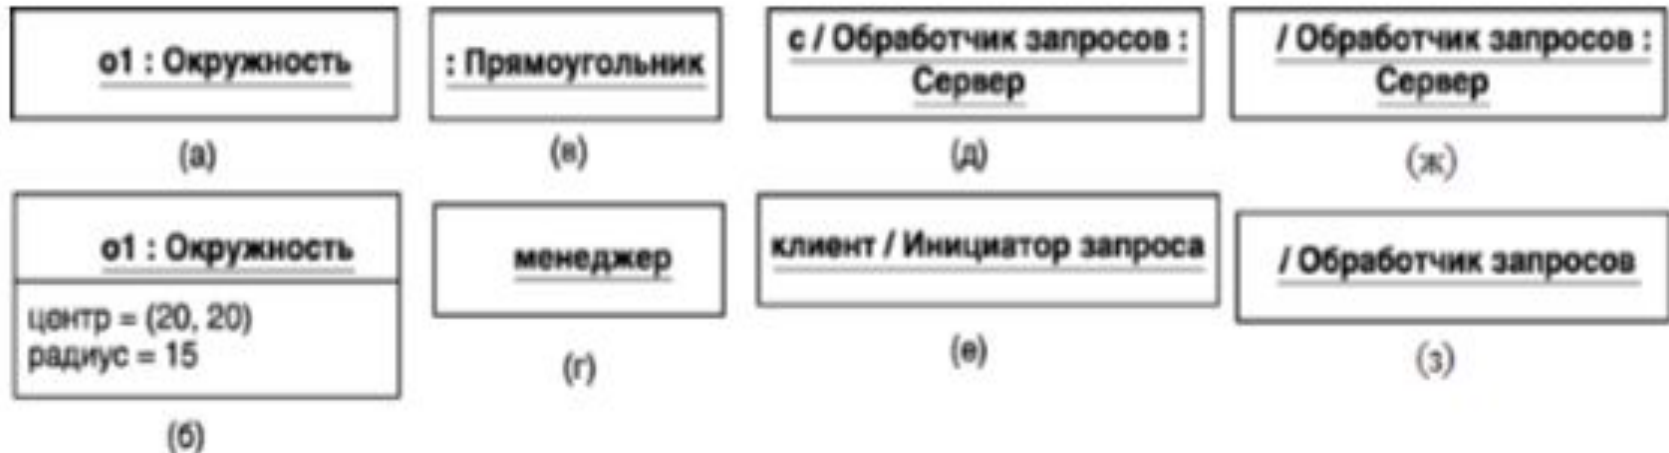 о1 : Окружность
: Прямоугольник
с / Обработчик запросов :
Сервер
/ Обработчик запросов :
Сервер
(а)
(в)
(д)
(ж)
о1 : Окружность
центр = (20, 20)
радиус = 15
менеджер
клиент / Инициатор запроса
/ Обработчик запросов
(б)
(г)
(е)
(з)